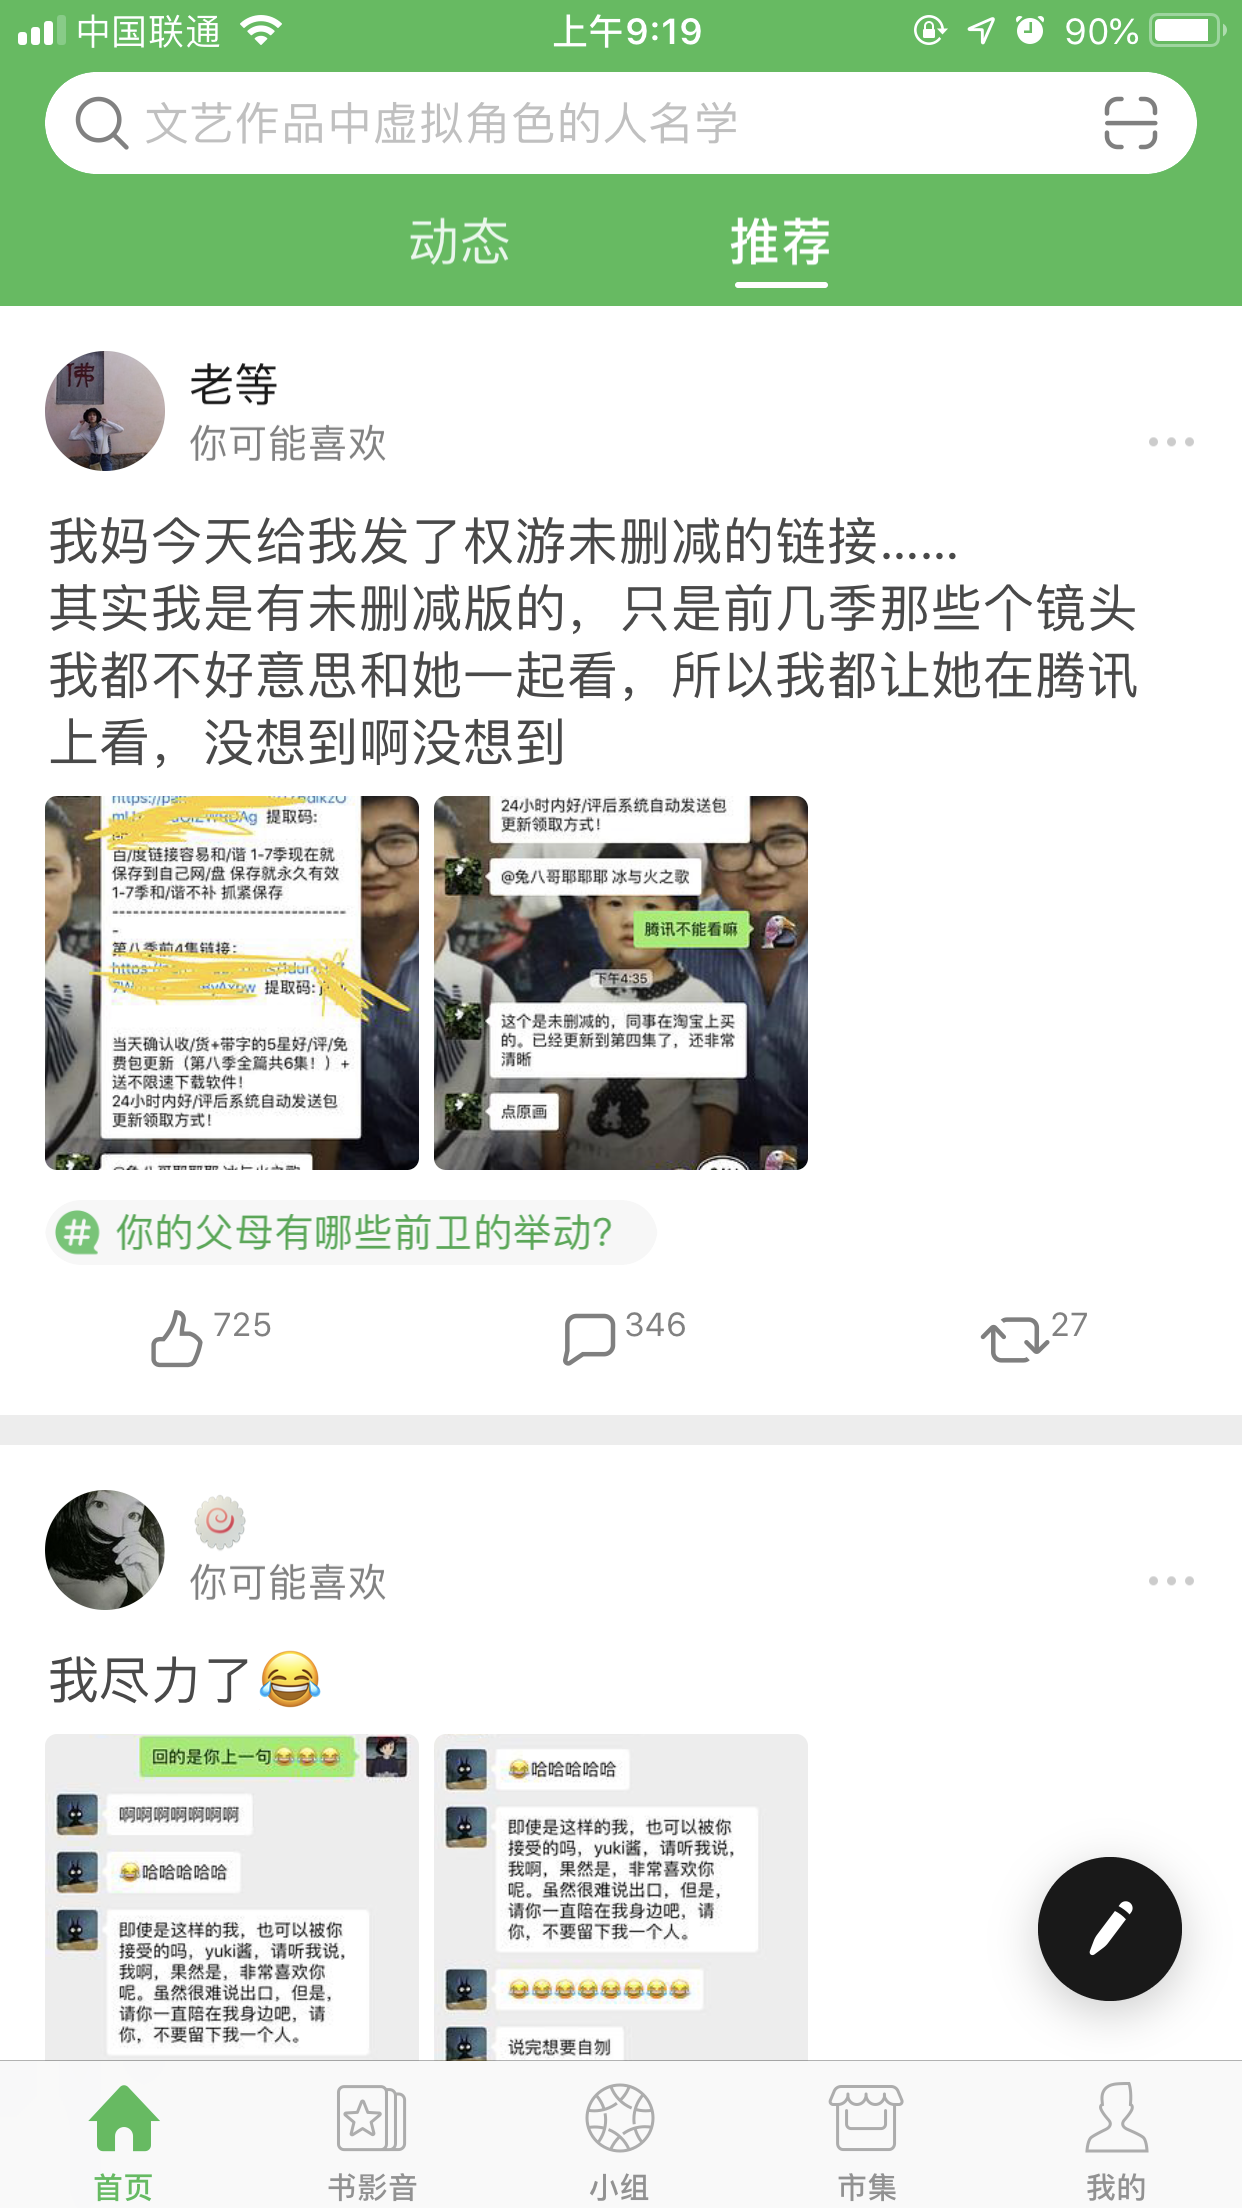 中国联通
上午9:19
90%
文艺作品中虚拟角色的人名学
动态
推荐
佛
老等
你可能喜欢
我妈今天给我发了权游未删减的链接......
其实我是有未删减版的，只是前几季那些个镜头
我都不好意思和她一起看，所以我都让她在腾讯
上看，没想到啊没想到
提取码:
百/度链接容易和/谐 1-7季现在就
保存到自己网/盘 保存就永久有效
1-7季和/谐不补 抓紧保存
第八季前4集链接：
提取码:
当天确认收/货+带字的5星好/评/免
费包更新（第八季全篇共6集！）+
送不限速下载软件！
24小时内好/评后系统自动发送包
更新领取方式！
@兔八哥耶耶耶 冰与火之歌
24小时内好/评后系统自动发送包
更新领取方式！
@兔八哥耶耶耶 冰与火之歌
腾讯不能看嘛
下午4:35
这个是未删减的，同事在淘宝上买
的。已经更新到第四集了，还非常
清晰
点原画
你的父母有哪些前卫的举动?
725
346
27
🍥
你可能喜欢
我尽力了😂
回的是你上一句😂😂😂
啊啊啊啊啊啊啊
😂哈哈哈哈哈
即使是这样的我，也可以被你
接受的吗，yuki酱，请听我说，
我啊，果然是，非常喜欢你
呢。虽然很难说出口，但是，
请你一直陪在我身边吧，请
你，不要留下我一个人。
😂哈哈哈哈哈
即使是这样的我，也可以被你
接受的吗，yuki酱，请听我说，
我啊，果然是，非常喜欢你
呢。虽然很难说出口，但是，
请你一直陪在我身边吧，请
你，不要留下我一个人。
😂😂😂😂😂😂😂😂
说完想要自刎
首页
书影音
小组
市集
我的